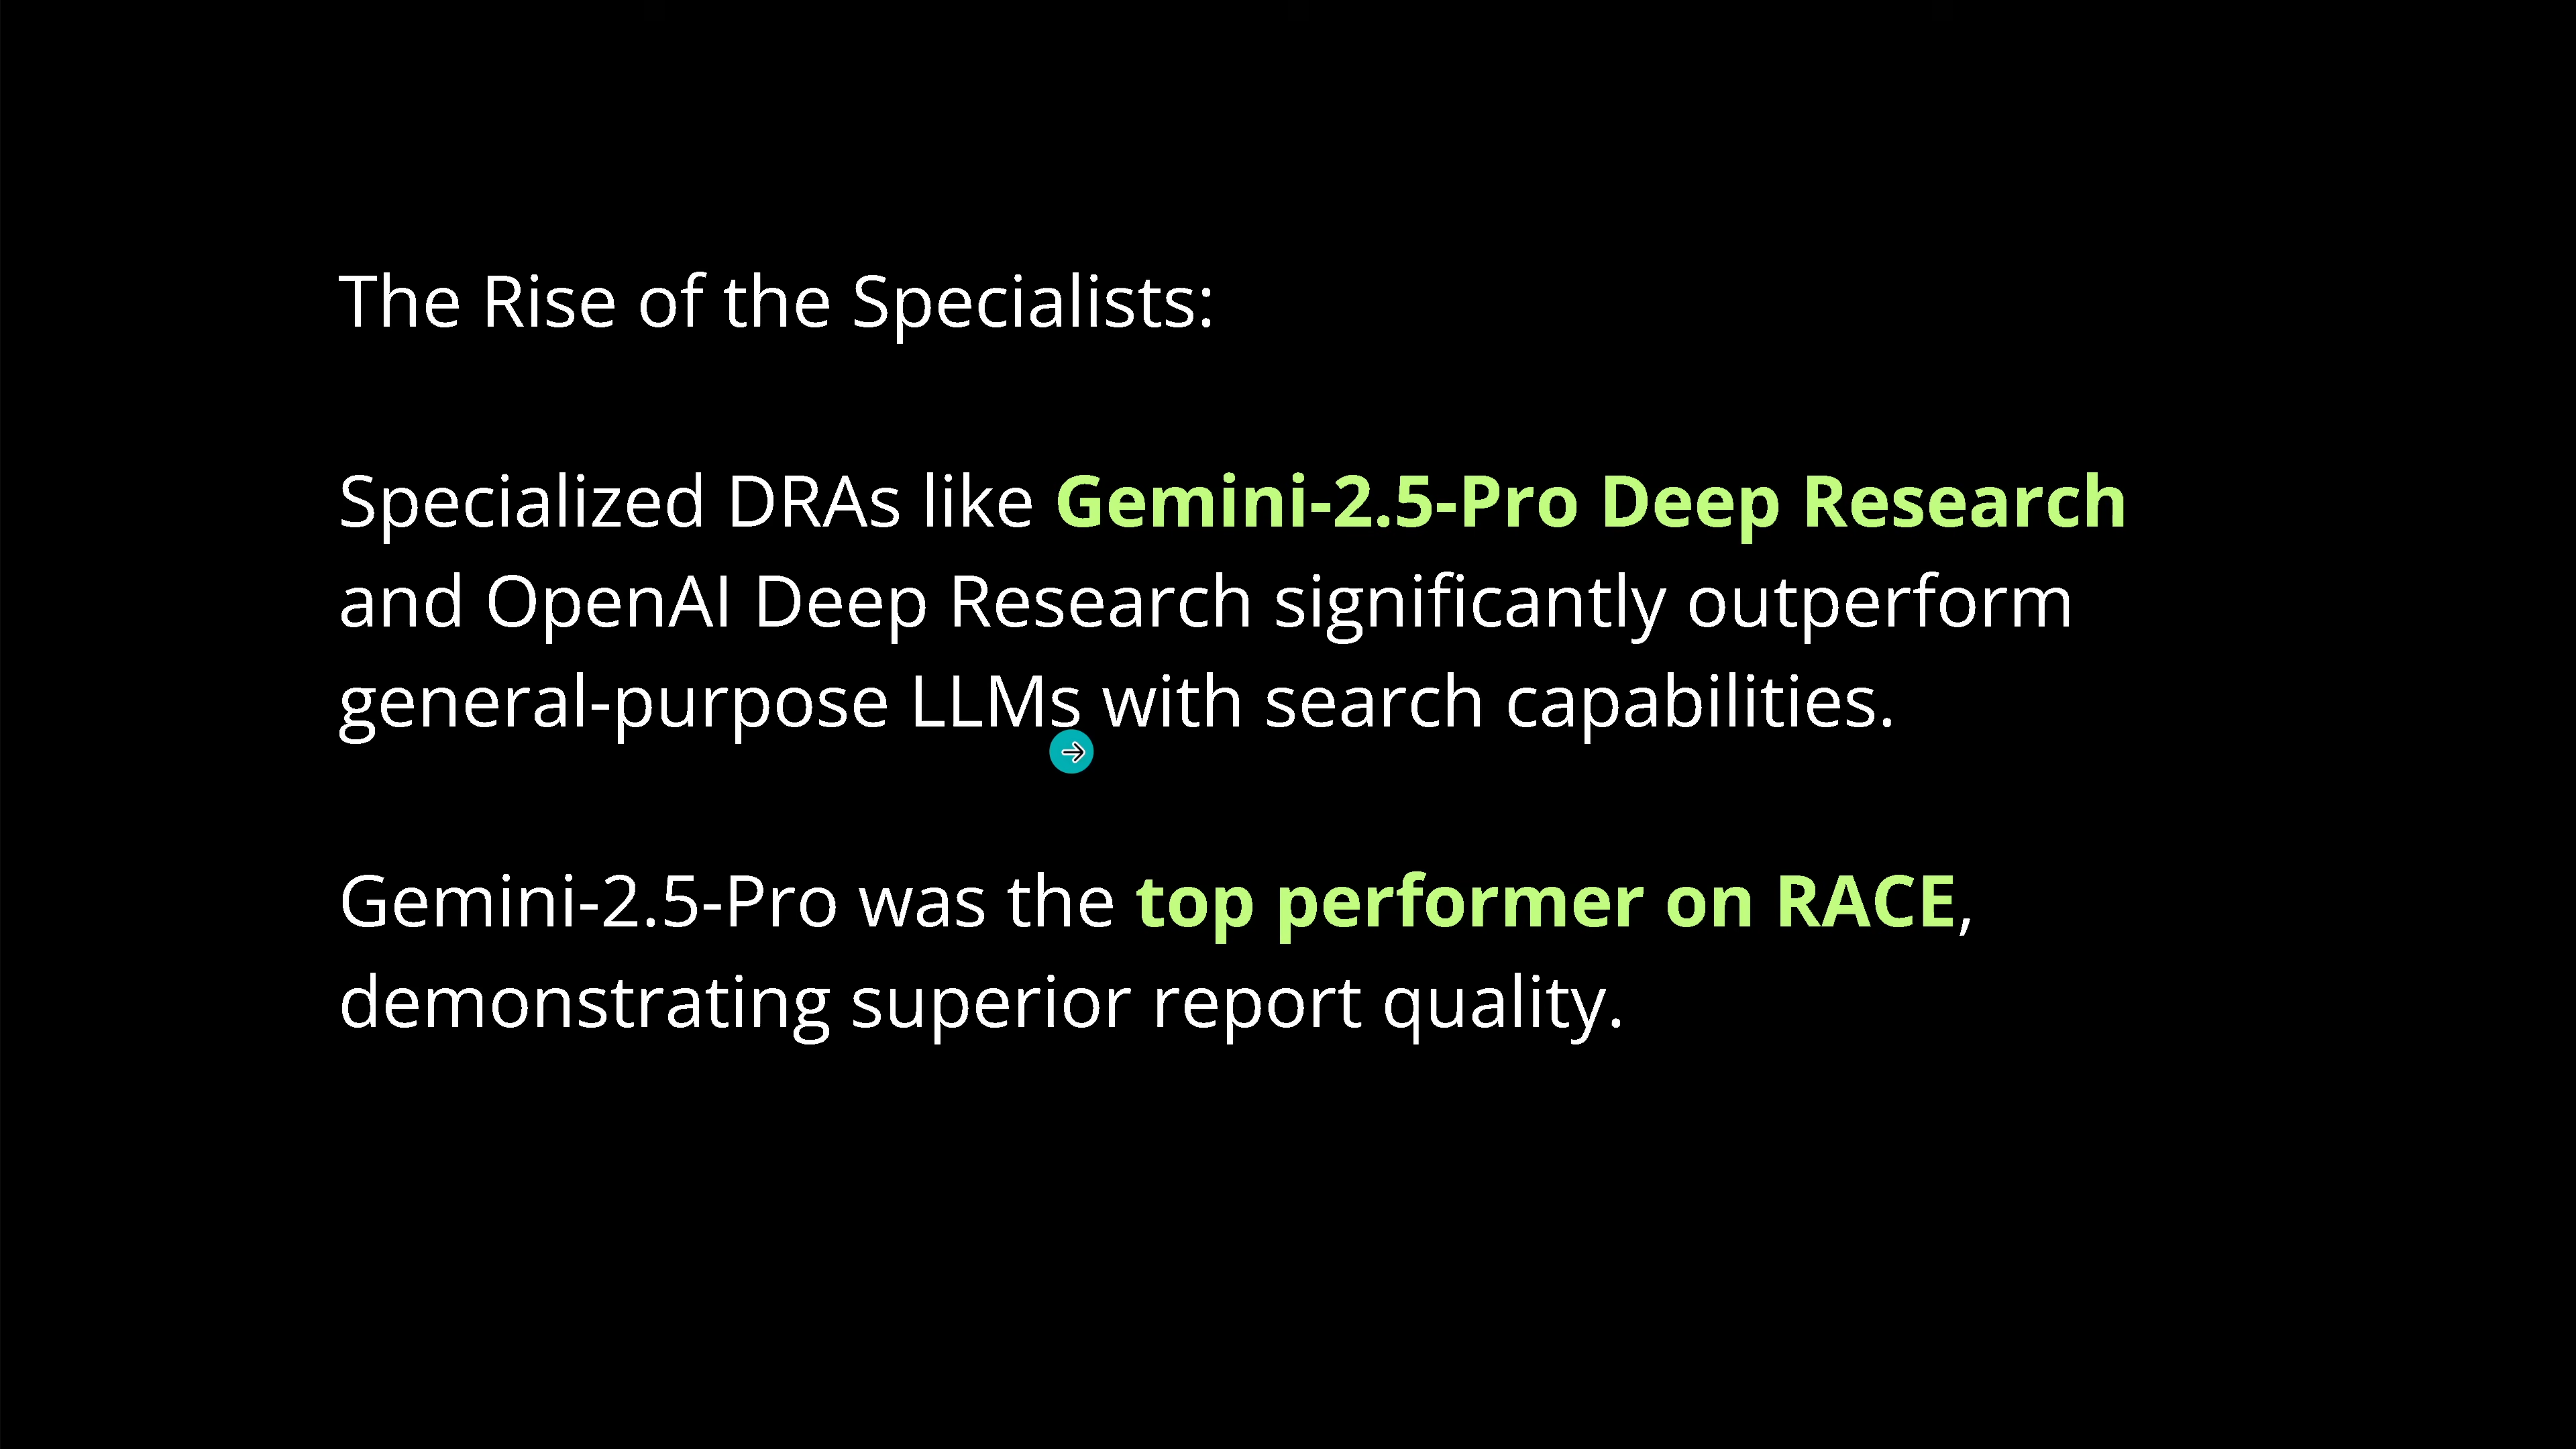 The Rise of the Specialists:
Specialized DRAs like Gemini-2.5-Pro Deep Research
and OpenAI Deep Research significantly outperform
general-purpose LLMs with search capabilities.
Gemini-2.5-Pro was the top performer on RACE,
demonstrating superior report quality.